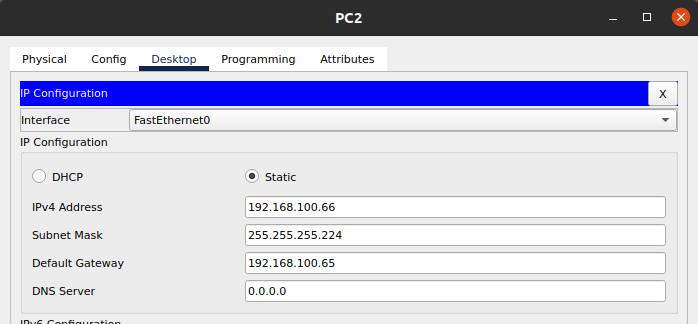 PC2
Physical Config Desktop Programming Attributes
IP Configuration X
Interface FastEthernet0
IP Configuration
DHCP Static
IPv4 Address 192.168.100.66
Subnet Mask 255.255.255.224
Default Gateway 192.168.100.65
DNS Server 0.0.0.0
IPv6 Configuration